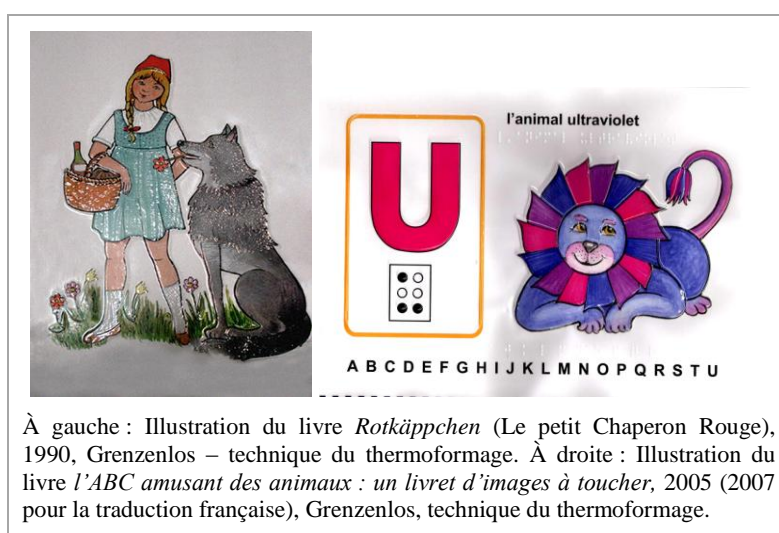 l'animal ultraviolet
U
A B C D E F G H I J K L M N O P Q R S T U
À gauche : Illustration du livre Rotkäppchen (Le petit Chaperon Rouge),
1990, Grenzenlos – technique du thermoformage. À droite : Illustration du
livre l'ABC amusant des animaux : un livret d'images à toucher, 2005 (2007
pour la traduction française), Grenzenlos, technique du thermoformage.